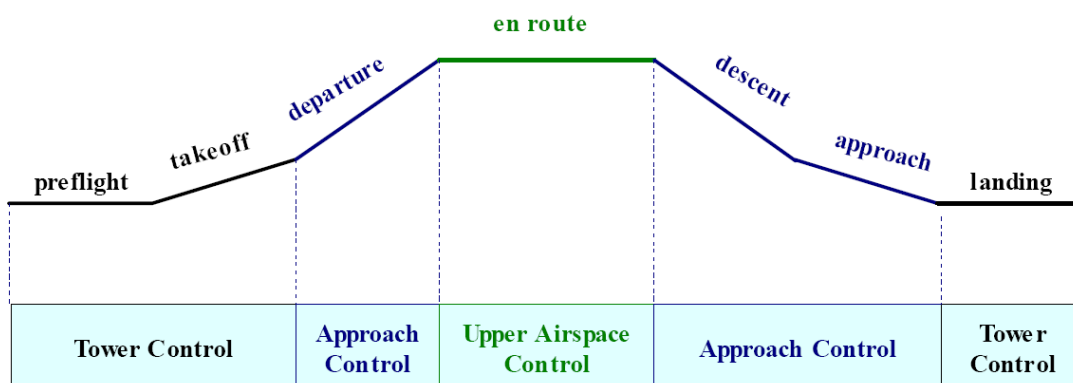 en route
departure
descent
takeoff
approach
preflight
landing
Tower Control
Approach
Control
Upper Airspace
Control
Approach Control
Tower
Control